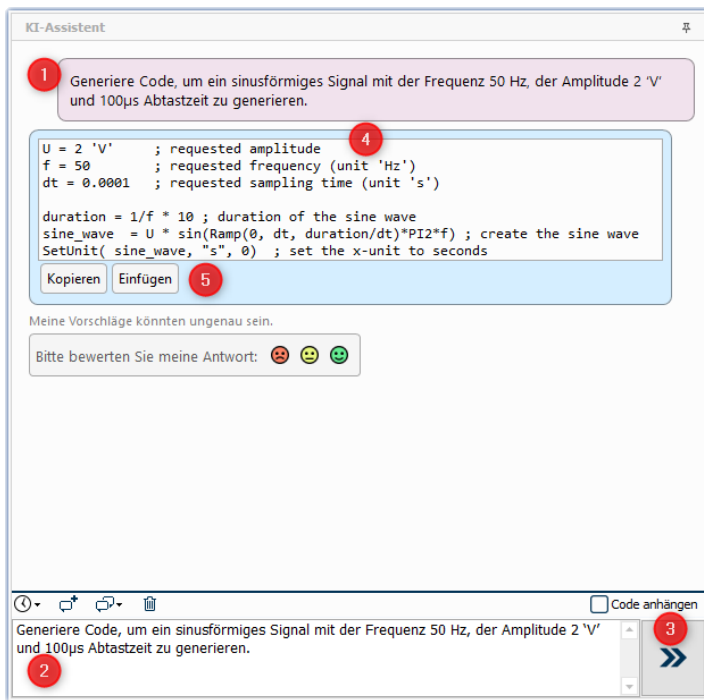 KI-Assistent
1
Generiere Code, um ein sinusförmiges Signal mit der Frequenz 50 Hz, der Amplitude 2 'V'
und 100µs Abtastzeit zu generieren.
4
U = 2 'V'     ; requested amplitude
f = 50        ; requested frequency (unit 'Hz')
dt = 0.0001   ; requested sampling time (unit 's')
duration = 1/f * 10 ; duration of the sine wave
sine_wave  = U * sin(Ramp(0, dt, duration/dt)*PI2*f) ; create the sine wave
SetUnit( sine_wave, "s", 0)  ; set the x-unit to seconds
Kopieren Einfügen 5
Meine Vorschläge könnten ungenau sein.
Bitte bewerten Sie meine Antwort:
Code anhängen
Generiere Code, um ein sinusförmiges Signal mit der Frequenz 50 Hz, der Amplitude 2 'V'
und 100µs Abtastzeit zu generieren.
3
2